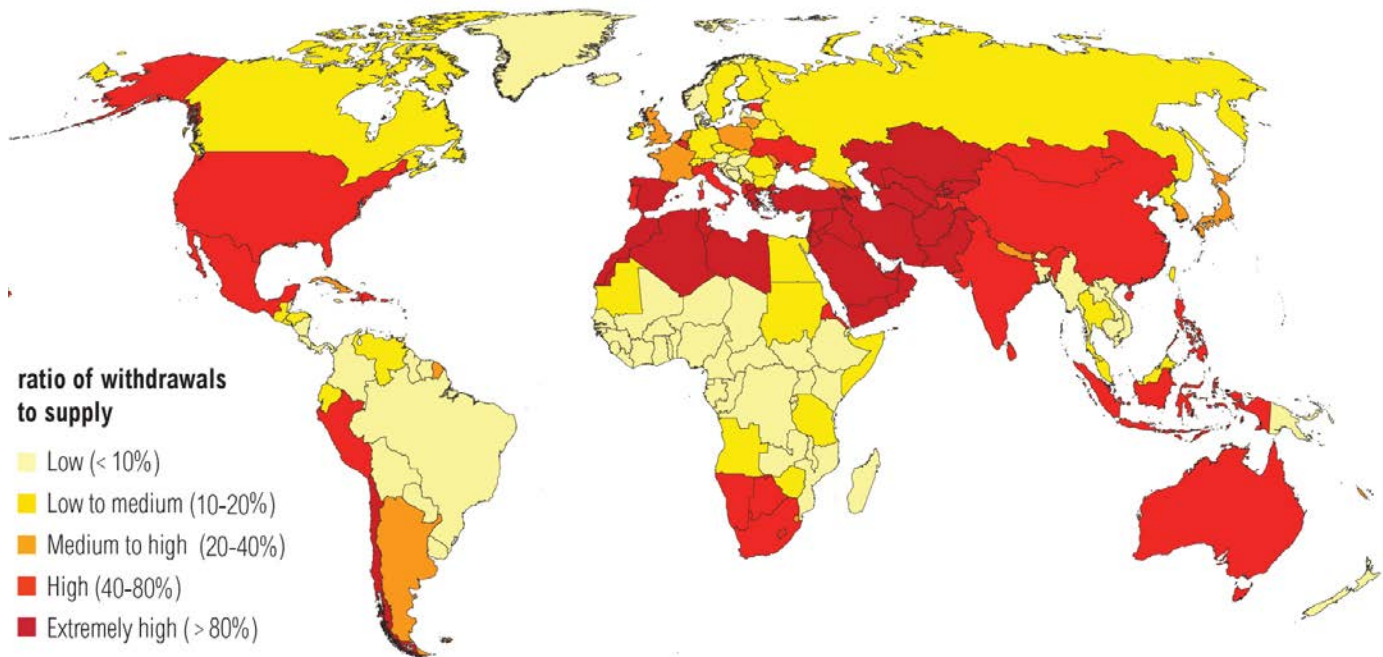 ratio of withdrawals
to supply
Low (< 10%)
Low to medium (10-20%)
Medium to high (20-40%)
High (40-80%)
Extremely high ( > 80%)